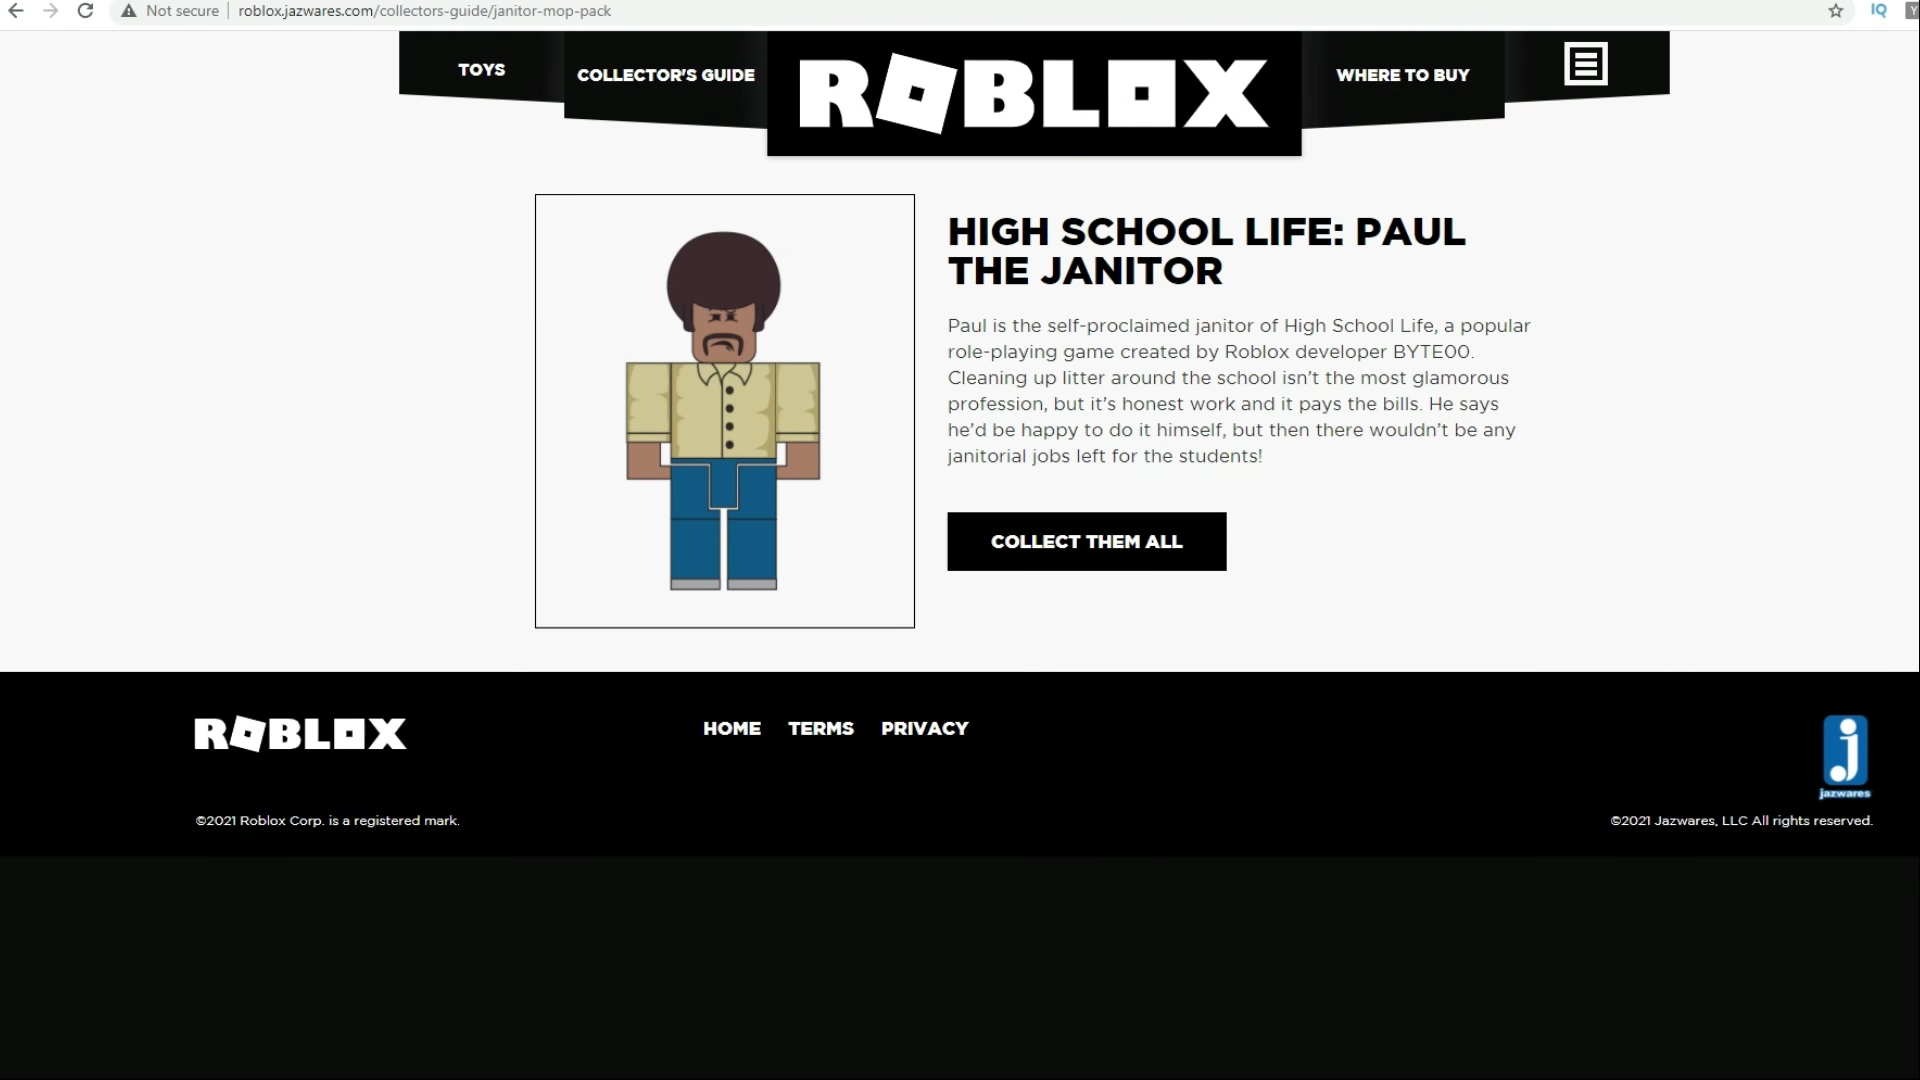 Not secure
roblox.jazwares.com/collectors-guide/janitor-mop-pack
IQ
Y
TOYS
COLLECTOR'S GUIDE
ROBLOX
WHERE TO BUY
HIGH SCHOOL LIFE: PAUL
THE JANITOR
Paul is the self-proclaimed janitor of High School Life, a popular
role-playing game created by Roblox developer BYTE00.
Cleaning up litter around the school isn’t the most glamorous
profession, but it’s honest work and it pays the bills. He says
he’d be happy to do it himself, but then there wouldn’t be any
janitorial jobs left for the students!
COLLECT THEM ALL
ROBLOX
HOME
TERMS
PRIVACY
j
jazwares
©2021 Roblox Corp. is a registered mark.
©2021 Jazwares, LLC All rights reserved.